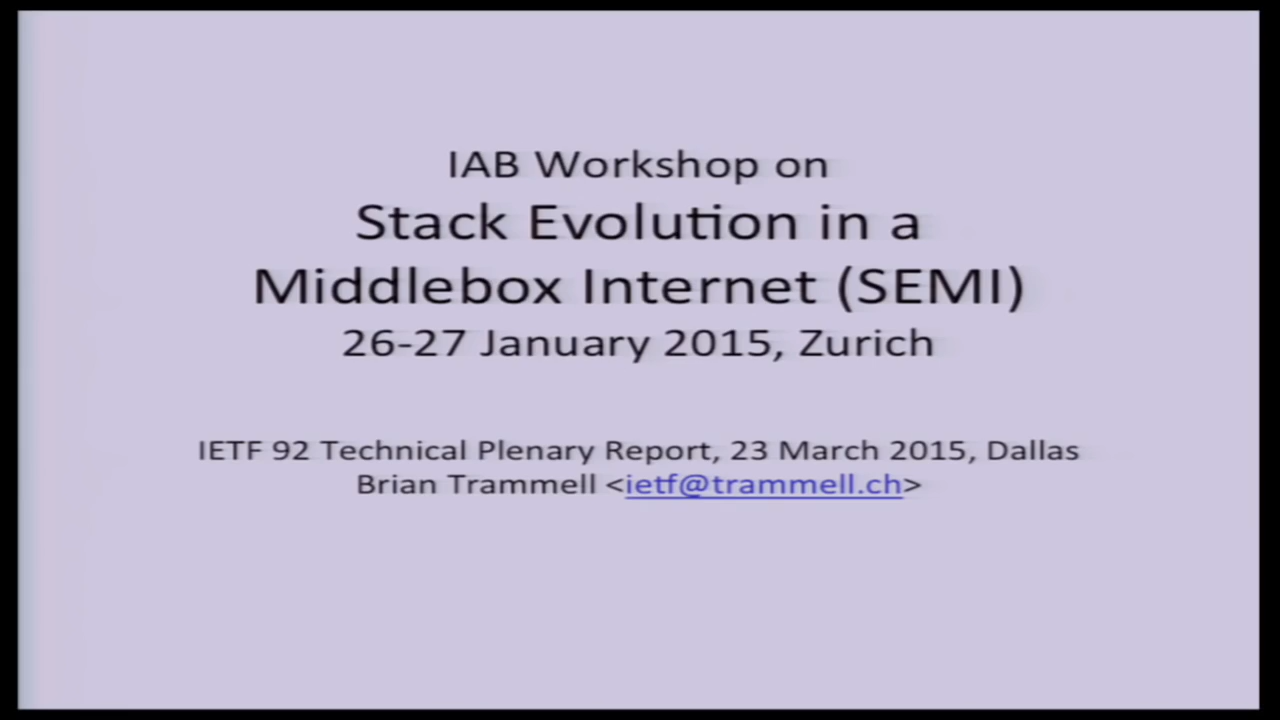 IAB Workshop on
Stack Evolution in a
Middlebox Internet (SEMI)
26-27 January 2015, Zurich
IETF 92 Technical Plenary Report, 23 March 2015, Dallas
Brian Trammell <ietf@trammell.ch>